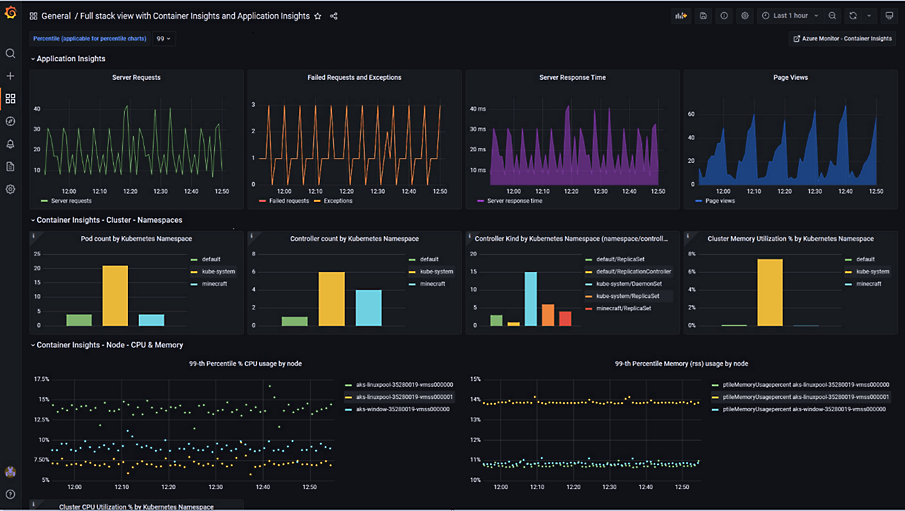 General / Full stack view with Container Insights and Application Insights
Last 1 hour
Percentile (applicable for percentile charts) 99
Azure Monitor - Container Insights
Application Insights
Server Requests
40
30
20
10
12:00 12:10 12:20 12:30 12:40 12:50
Server requests
Failed Requests and Exceptions
3
2
1
0
12:00 12:10 12:20 12:30 12:40 12:50
Failed requests Exceptions
Server Response Time
40 ms
30 ms
20 ms
10 ms
12:00 12:10 12:20 12:30 12:40 12:50
Server response time
Page Views
60
40
20
0
12:00 12:10 12:20 12:30 12:40 12:50
Page views
Container Insights - Cluster - Namespaces
Pod count by Kubernetes Namespace
25
20
15
10
5
0
default
kube-system
minecraft
Controller count by Kubernetes Namespace
8
6
4
2
0
default
kube-system
minecraft
Controller Kind by Kubernetes Namespace (namespace/controll...
20
15
10
5
0
default/ReplicaSet
default/ReplicationController
kube-system/DaemonSet
kube-system/ReplicaSet
minecraft/ReplicaSet
Cluster Memory Utilization % by Kubernetes Namespace
8
6
4
2
0
default
kube-system
minecraft
Container Insights - Node - CPU & Memory
99-th Percentile % CPU usage by node
17.5%
15%
12.5%
10%
7.50%
5%
12:00 12:10 12:20 12:30 12:40 12:50
aks-linuxpool-35280019-vmss000000
aks-linuxpool-35280019-vmss000001
aks-window-35280019-vmss000000
99-th Percentile Memory (rss) usage by node
15%
14%
13%
12%
11%
10%
12:00 12:10 12:20 12:30 12:40 12:50
ptileMemoryUsagepercent aks-linuxpool-35280019-vmss000000
ptileMemoryUsagepercent aks-linuxpool-35280019-vmss000001
ptileMemoryUsagepercent aks-window-35280019-vmss000000
Cluster CPU Utilization % by Kubernetes Namespace